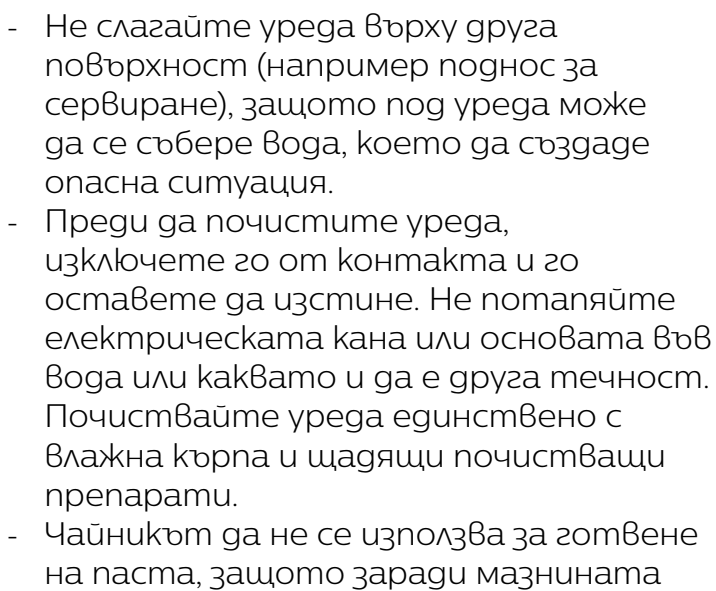 - Не слагайте уреда върху друга
повърхност (например поднос за
сервиране), защото под уреда може
да се събере вода, което да създаде
опасна ситуация.
- Преди да почистите уреда,
изключете го от контакта и го
оставете да изстине. Не потапяйте
електрическата кана или основата във
вода или каквато и да е друга течност.
Почиствайте уреда единствено с
влажна кърпа и щадящи почистващи
препарати.
- Чайникът да не се използва за готвене
на паста, защото заради мазнината